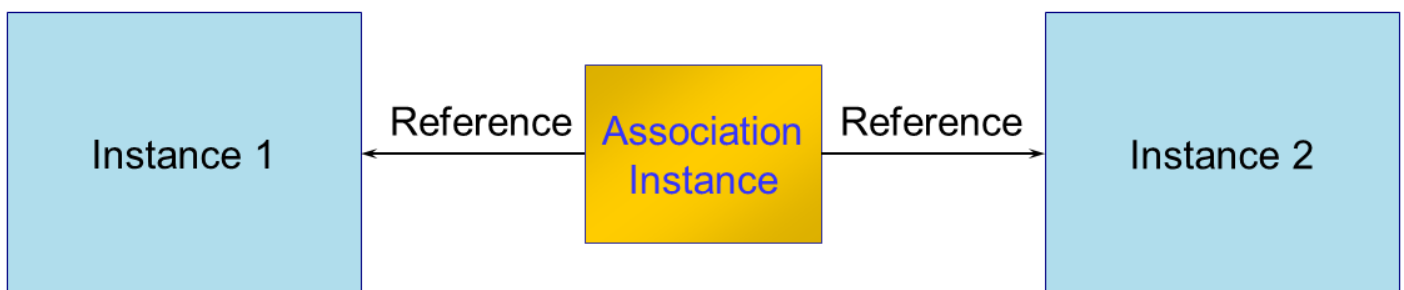 Instance 1
Reference
Association
Instance
Reference
Instance 2